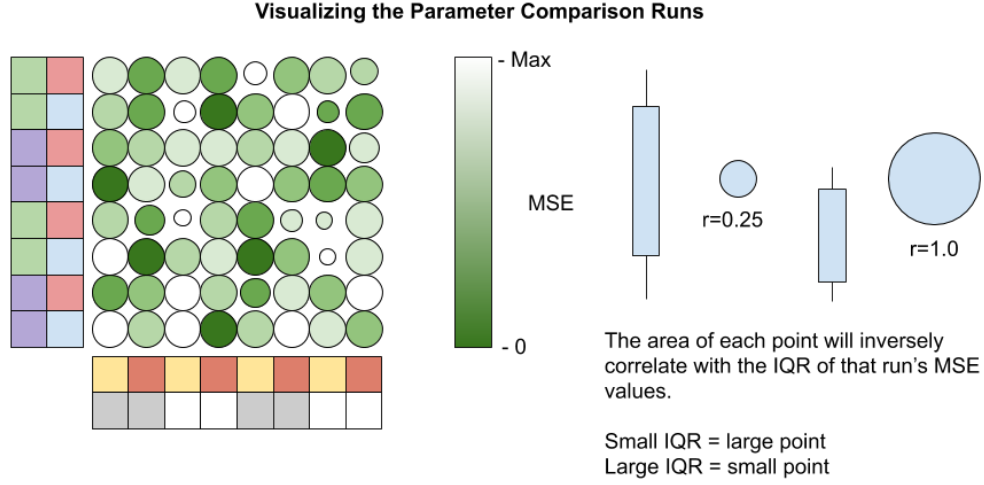 Visualizing the Parameter Comparison Runs
- Max
MSE
- 0
r=0.25
r=1.0
The area of each point will inversely
correlate with the IQR of that run's MSE
values.
Small IQR = large point
Large IQR = small point